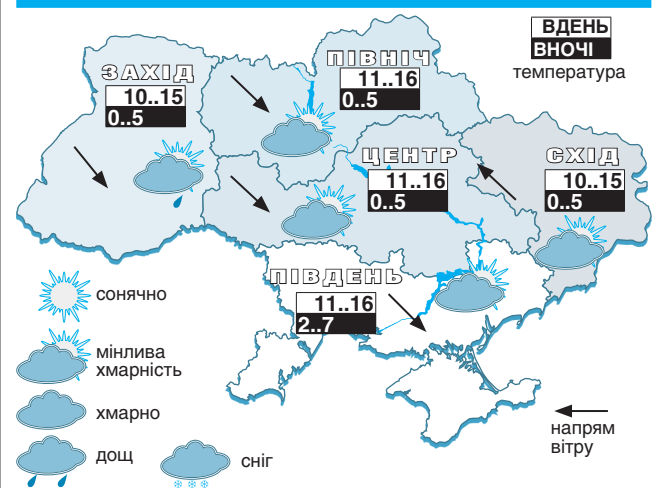 ВДЕНЬ
ВНОЧІ
температура
ЗАХІД
10..15
0..5
ПІВНІЧ
11..16
0..5
ЦЕНТР
11..16
0..5
СХІД
10..15
0..5
ПІВДЕНЬ
11..16
2..7
сонячно
мінлива
хмарність
хмарно
дощ
сніг
напрям
вітру